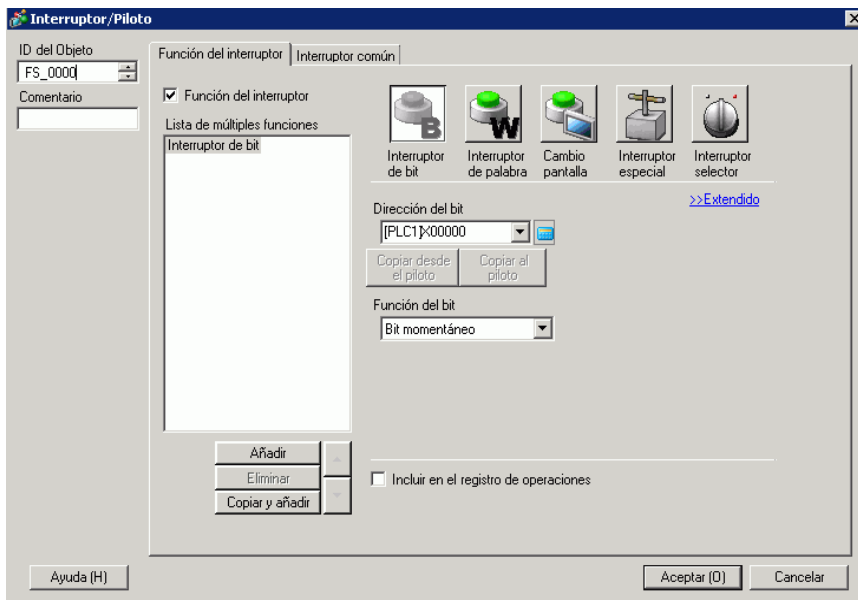 Interruptor/Piloto
ID del Objeto
FS_0000
Comentario
Función del interruptor
Interruptor común
Función del interruptor
Lista de múltiples funciones
Interruptor de bit
Añadir
Eliminar
Copiar y añadir
B
W
Interruptor
de bit
Interruptor
de palabra
Cambio
pantalla
Interruptor
especial
Interruptor
selector
>>Extendido
Dirección del bit
[PLC1]X00000
Copiar desde
el piloto
Copiar al
piloto
Función del bit
Bit momentáneo
Incluir en el registro de operaciones
Ayuda (H)
Aceptar (O)
Cancelar